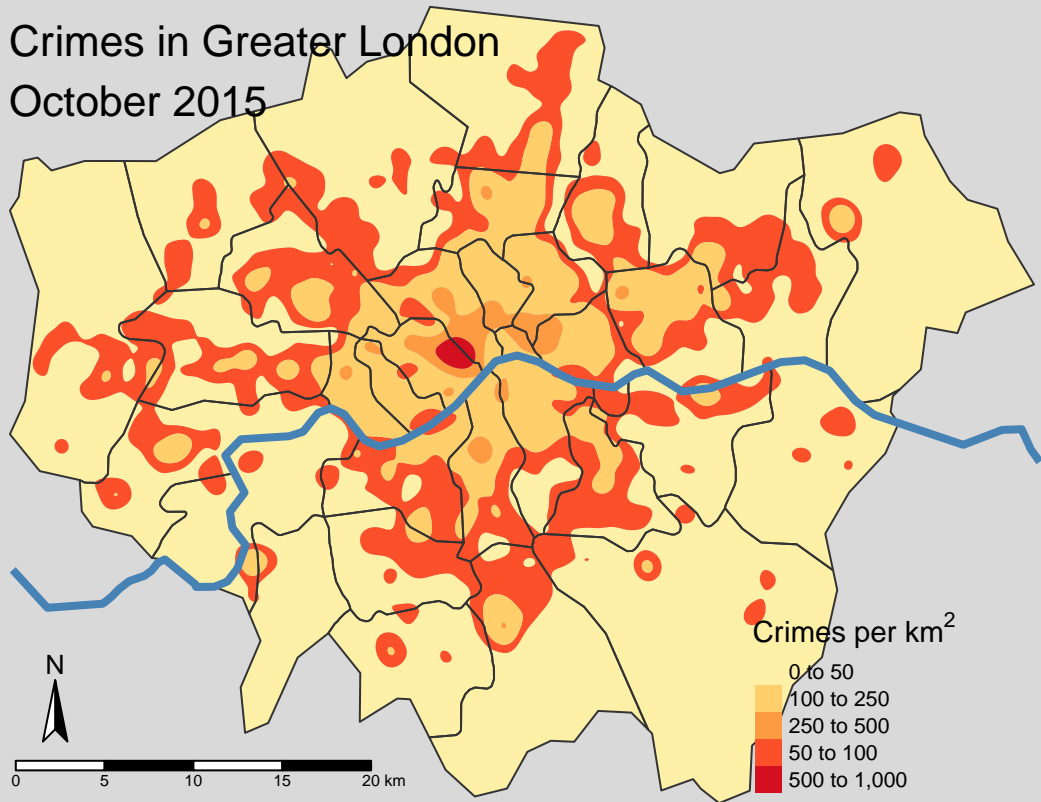 Crimes in Greater London
October 2015
Crimes per km²
0 to 50
100 to 250
250 to 500
50 to 100
500 to 1,000
N
0 5 10 15 20 km